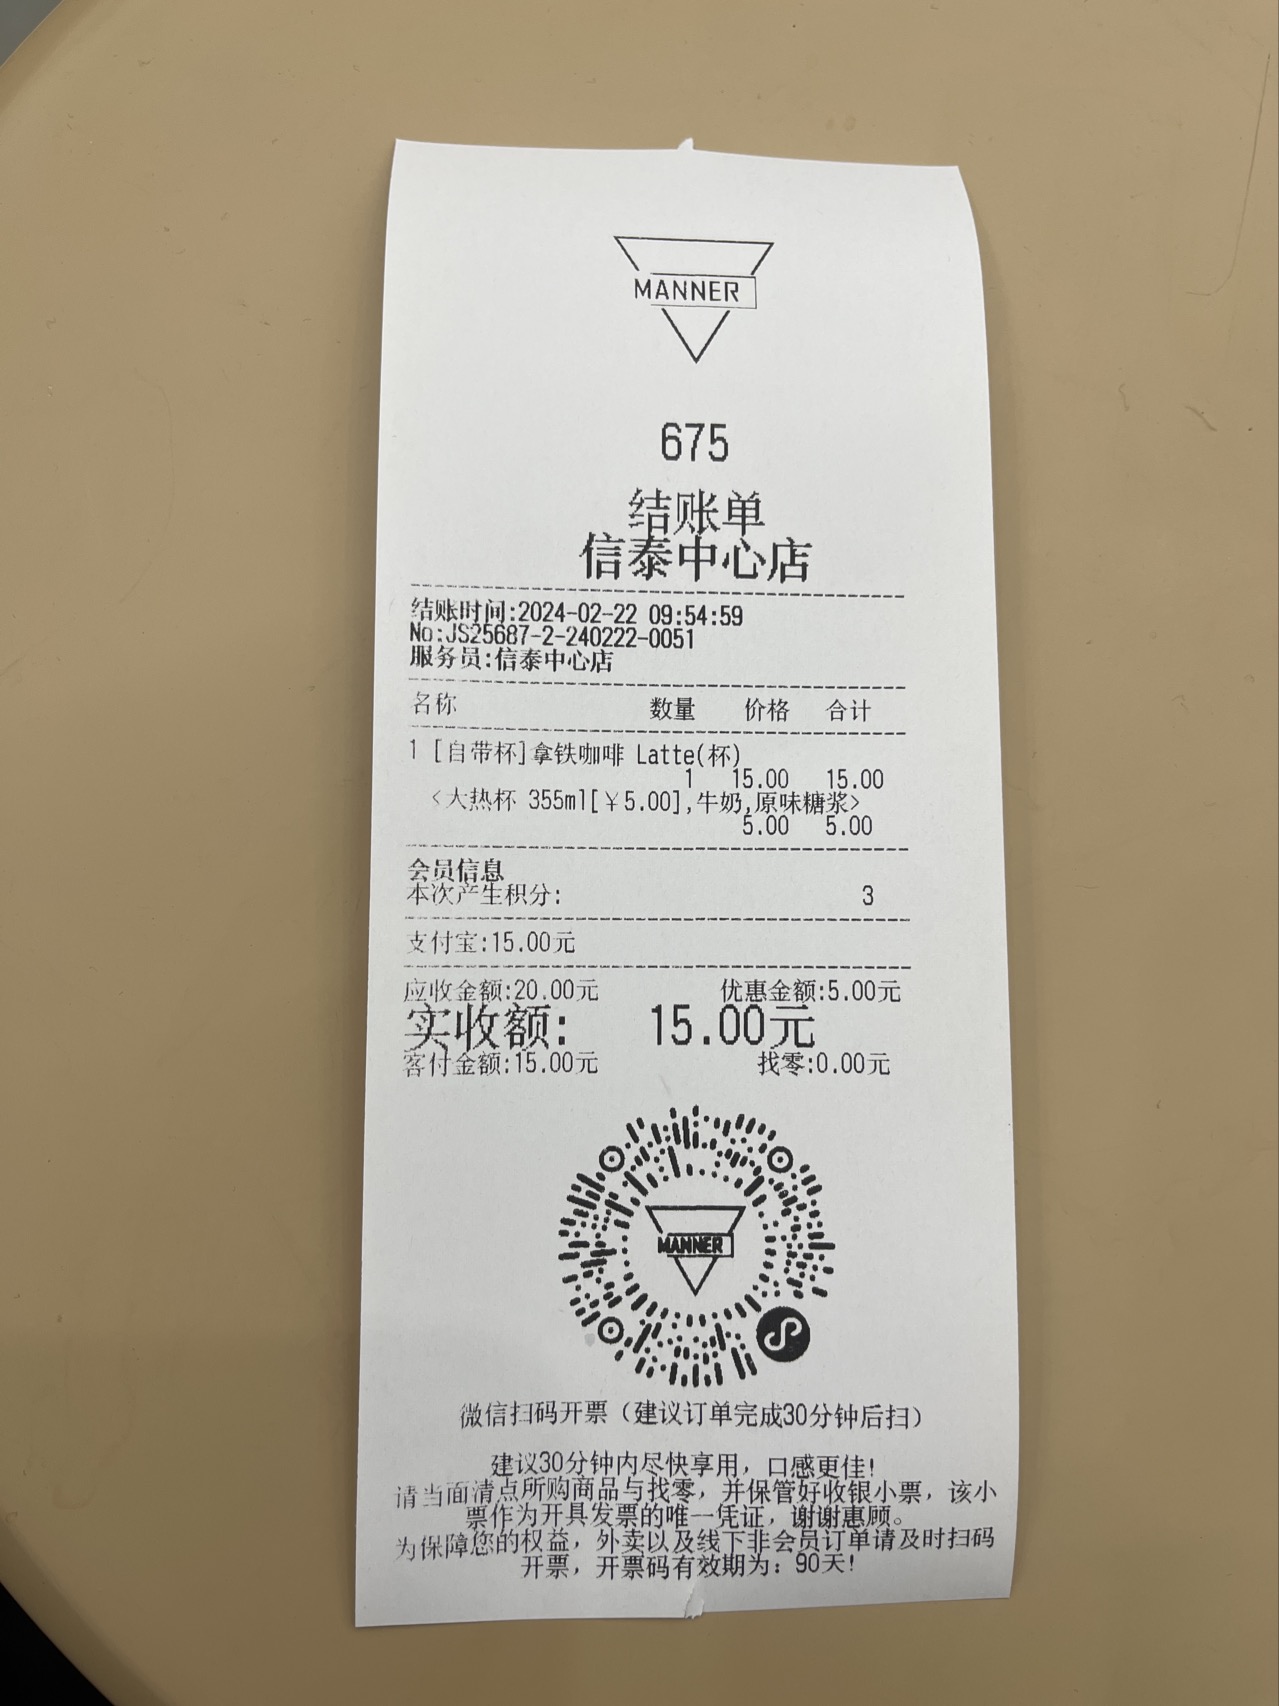 MANNER
675
结账单
信泰中心店
结账时间:2024-02-22 09:54:59
No:JS25687-2-240222-0051
服务员:信泰中心店
名称 数量 价格 合计
1 [自带杯]拿铁咖啡 Latte(杯)
1 15.00 15.00
<大热杯 355ml[￥5.00],牛奶,原味糖浆>
5.00 5.00
会员信息
本次产生积分: 3
支付宝:15.00元
应收金额:20.00元 优惠金额:5.00元
实收额: 15.00元
客付金额:15.00元 找零:0.00元
MANNER
微信扫码开票（建议订单完成30分钟后扫）
建议30分钟内尽快享用，口感更佳!
请当面清点所购商品与找零，并保管好收银小票，该小
票作为开具发票的唯一凭证，谢谢惠顾。
为保障您的权益，外卖以及线下非会员订单请及时扫码
开票，开票码有效期为：90天!